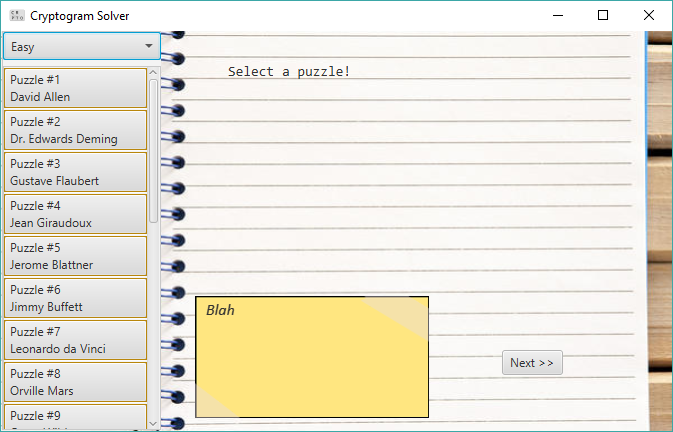 Cryptogram Solver
Easy
Puzzle #1
David Allen
Puzzle #2
Dr. Edwards Deming
Puzzle #3
Gustave Flaubert
Puzzle #4
Jean Giraudoux
Puzzle #5
Jerome Blattner
Puzzle #6
Jimmy Buffett
Puzzle #7
Leonardo da Vinci
Puzzle #8
Orville Mars
Puzzle #9
Select a puzzle!
Blah
Next >>